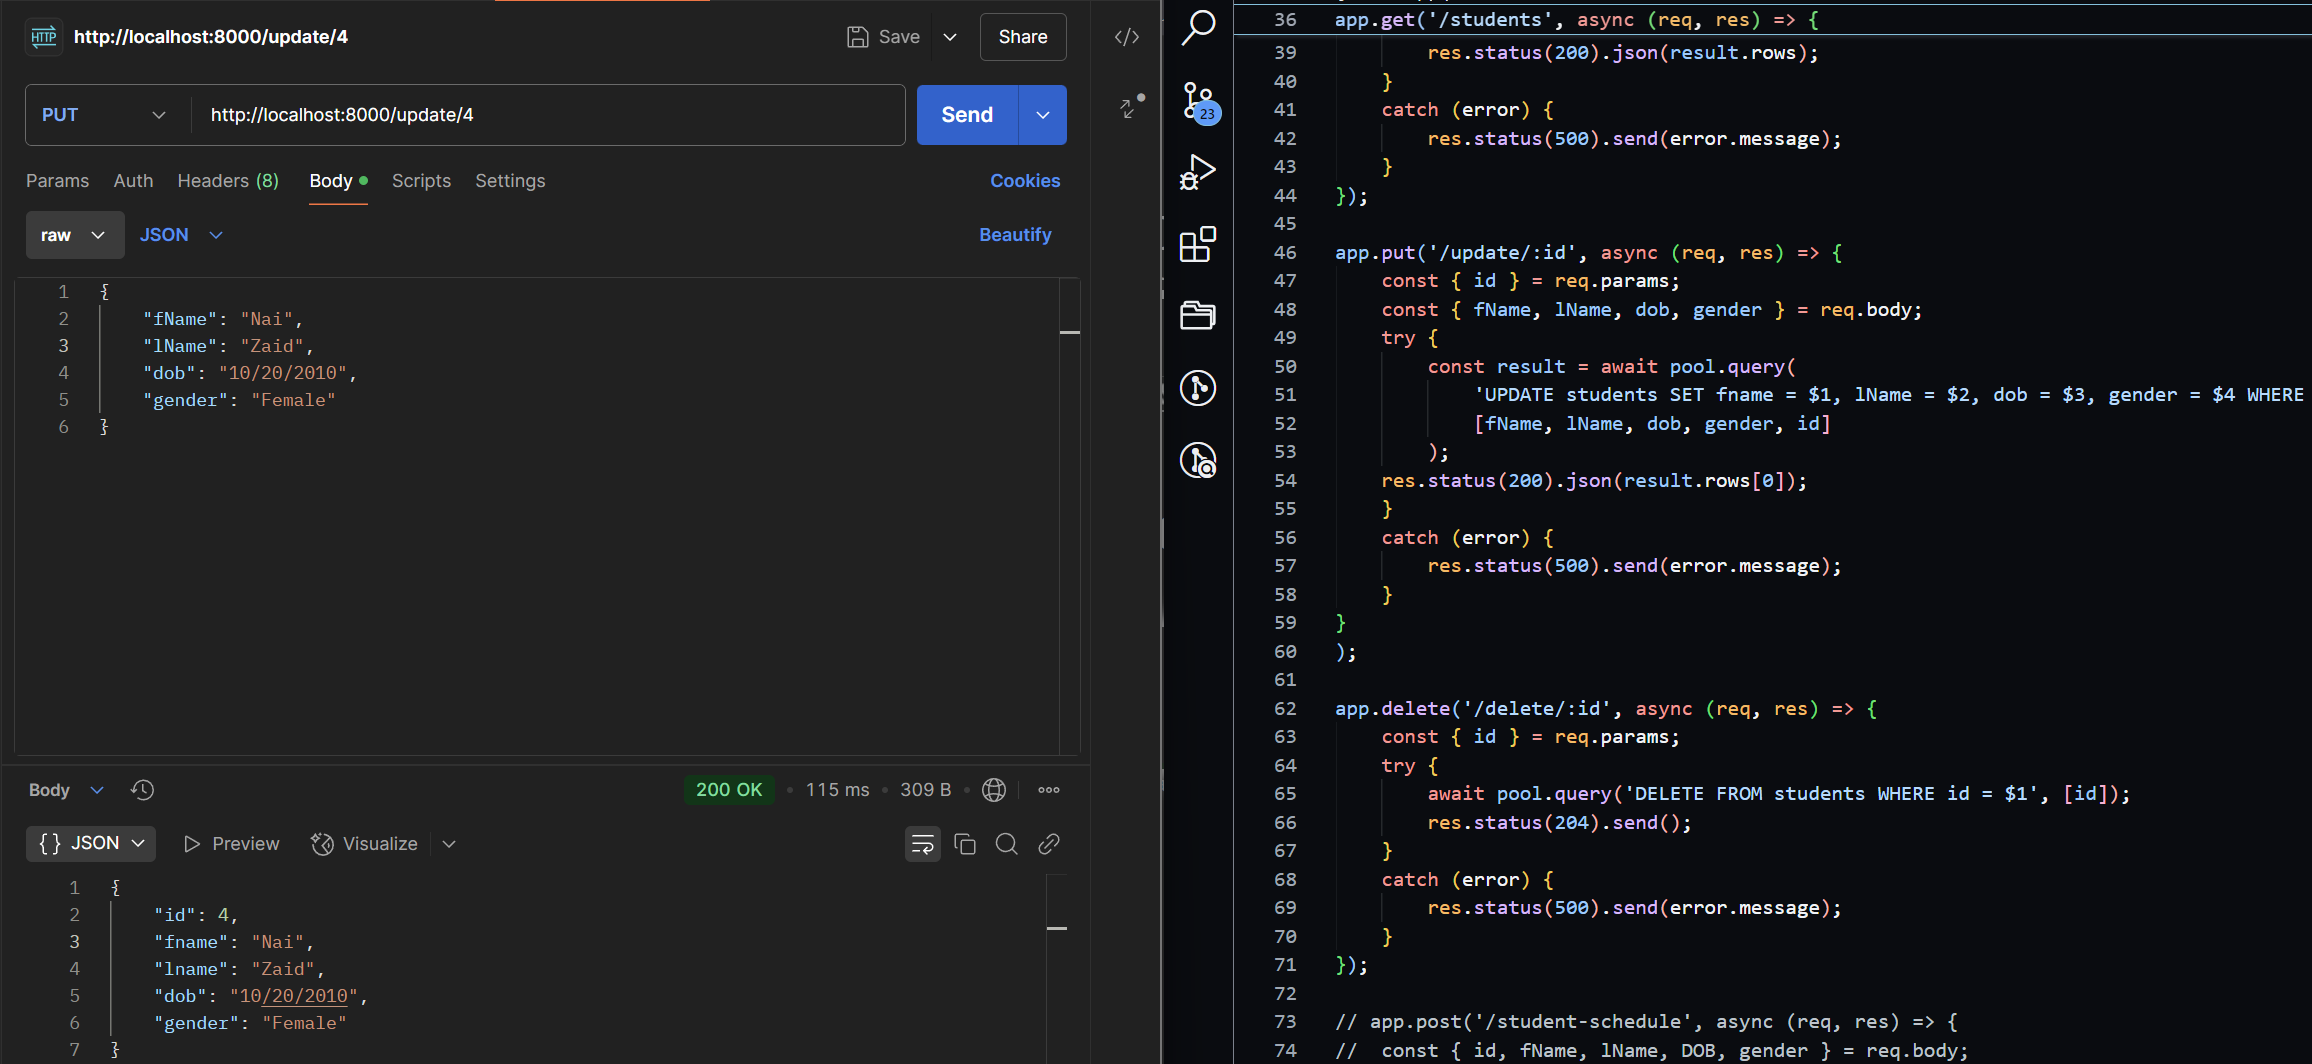 HTTP http://localhost:8000/update/4
Save
Share
PUT
http://localhost:8000/update/4
Send
Params Auth Headers (8) Body Scripts Settings Cookies
raw JSON Beautify
1 {
2 "fName": "Nai",
3 "lName": "Zaid",
4 "dob": "10/20/2010",
5 "gender": "Female"
6 }
Body 200 OK • 115 ms • 309 B •
{} JSON Preview Visualize
1 {
2 "id": 4,
3 "fname": "Nai",
4 "lname": "Zaid",
5 "dob": "10/20/2010",
6 "gender": "Female"
7 }
23
36 app.get('/students', async (req, res) => {
39 res.status(200).json(result.rows);
40 }
41 catch (error) {
42 res.status(500).send(error.message);
43 }
44 });
45
46 app.put('/update/:id', async (req, res) => {
47 const { id } = req.params;
48 const { fName, lName, dob, gender } = req.body;
49 try {
50 const result = await pool.query(
51 'UPDATE students SET fname = $1, lName = $2, dob = $3, gender = $4 WHERE
52 [fName, lName, dob, gender, id]
53 );
54 res.status(200).json(result.rows[0]);
55 }
56 catch (error) {
57 res.status(500).send(error.message);
58 }
59 }
60 );
61
62 app.delete('/delete/:id', async (req, res) => {
63 const { id } = req.params;
64 try {
65 await pool.query('DELETE FROM students WHERE id = $1', [id]);
66 res.status(204).send();
67 }
68 catch (error) {
69 res.status(500).send(error.message);
70 }
71 });
72
73 // app.post('/student-schedule', async (req, res) => {
74 // const { id, fName, lName, DOB, gender } = req.body;